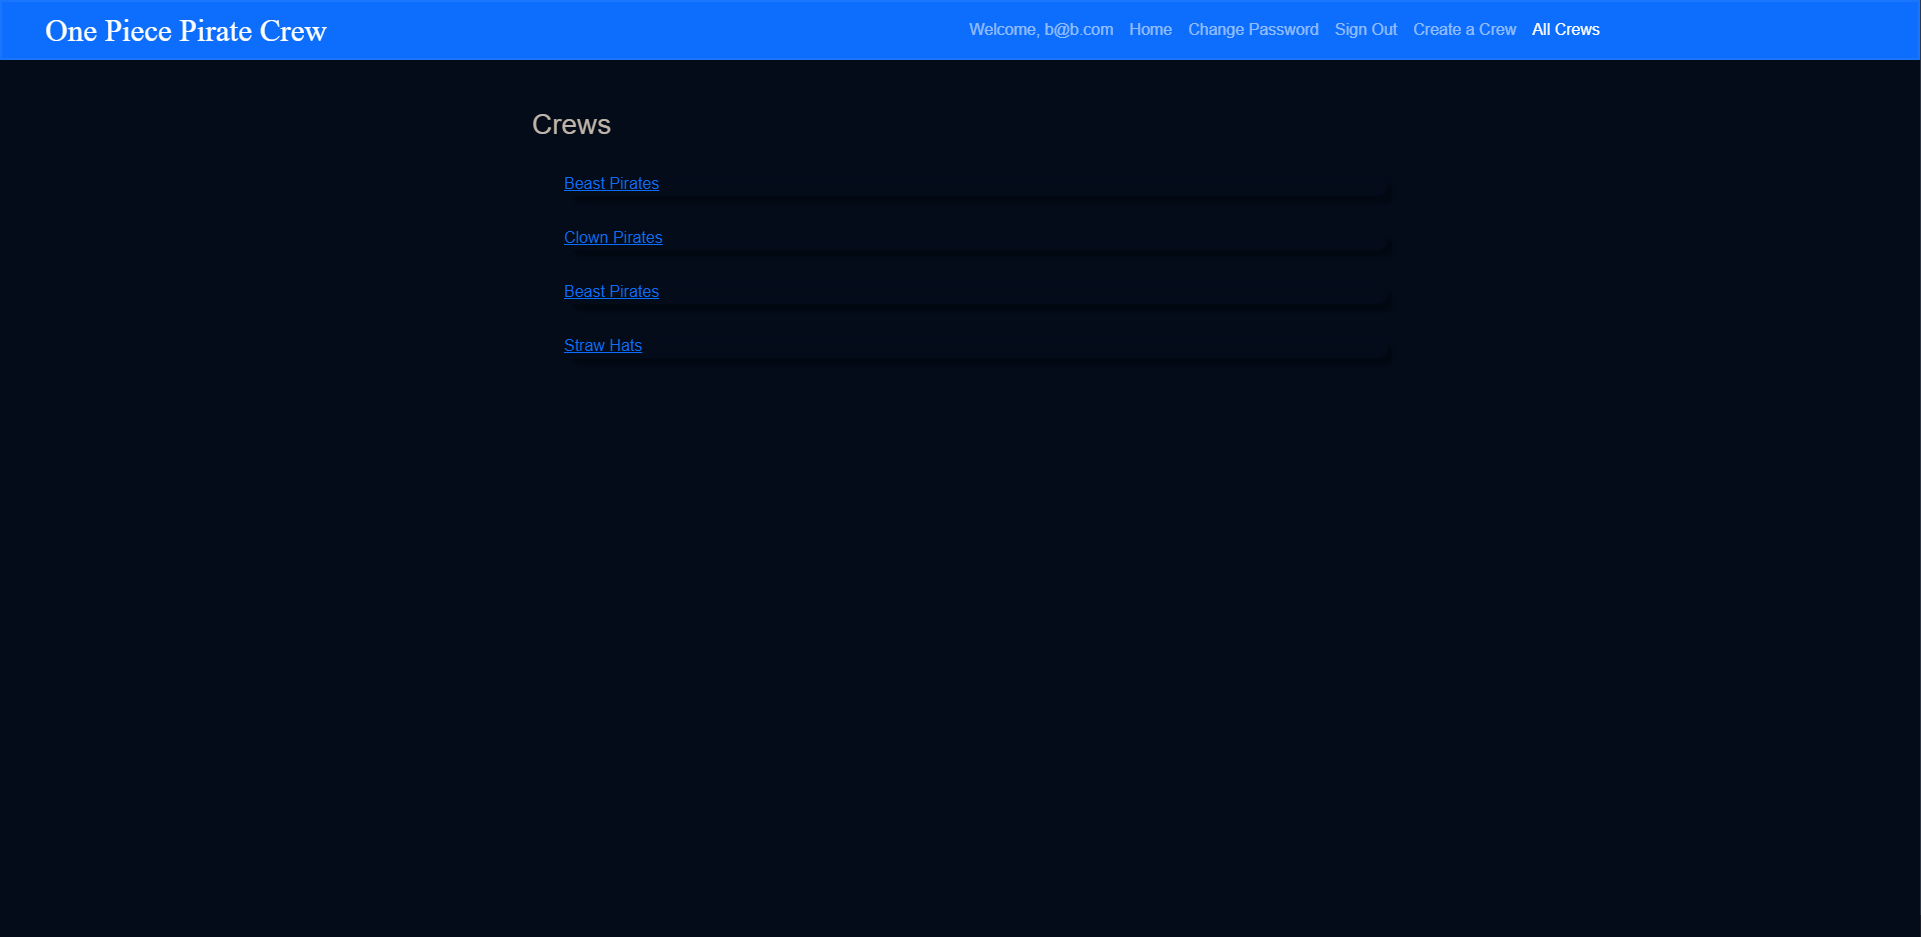 One Piece Pirate Crew
Welcome, b@b.com Home Change Password Sign Out Create a Crew All Crews
Crews
Beast Pirates
Clown Pirates
Beast Pirates
Straw Hats